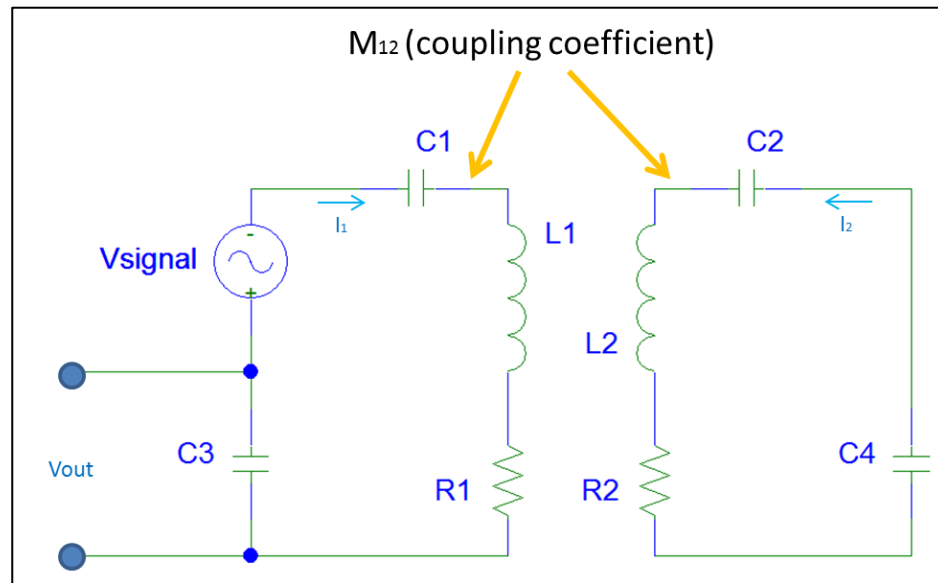 M12 (coupling coefficient)
C1
C2
I1
I2
L1
-
Vsignal
+
L2
C3
Vout
R1
R2
C4